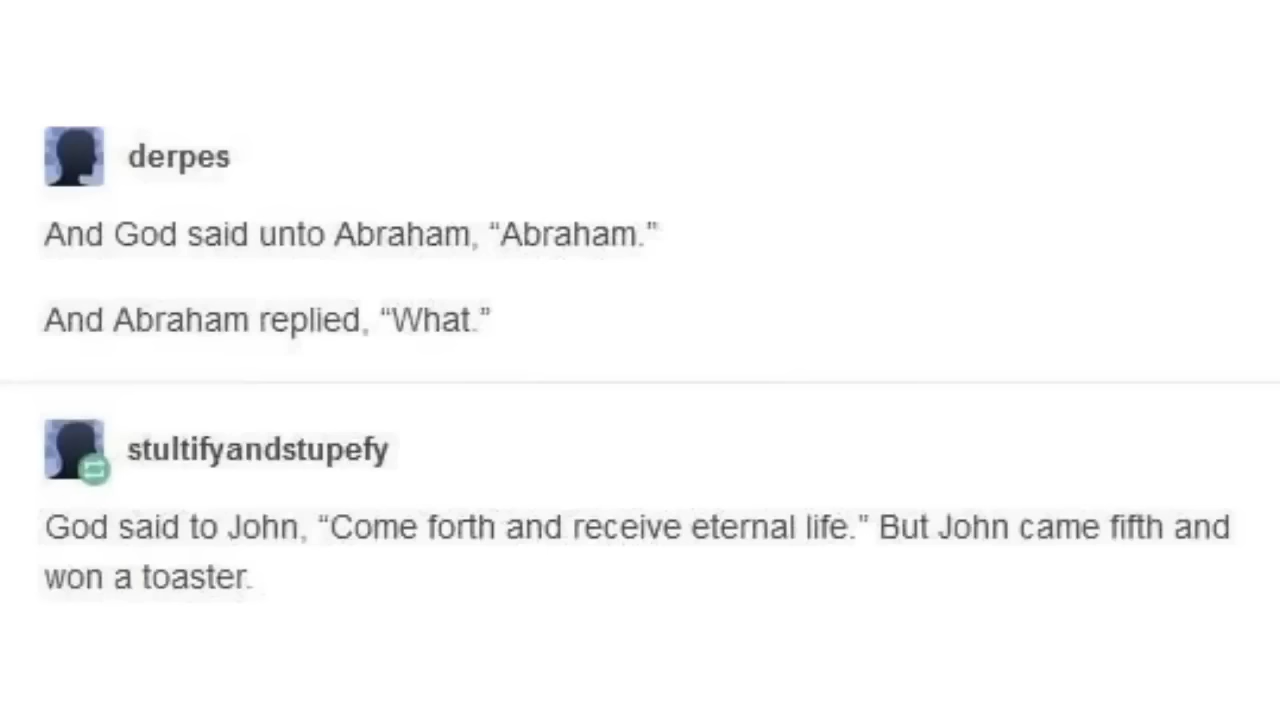 derpes
And God said unto Abraham, “Abraham.”
And Abraham replied, “What.”
stultifyandstupefy
God said to John, “Come forth and receive eternal life.” But John came fifth and
won a toaster.